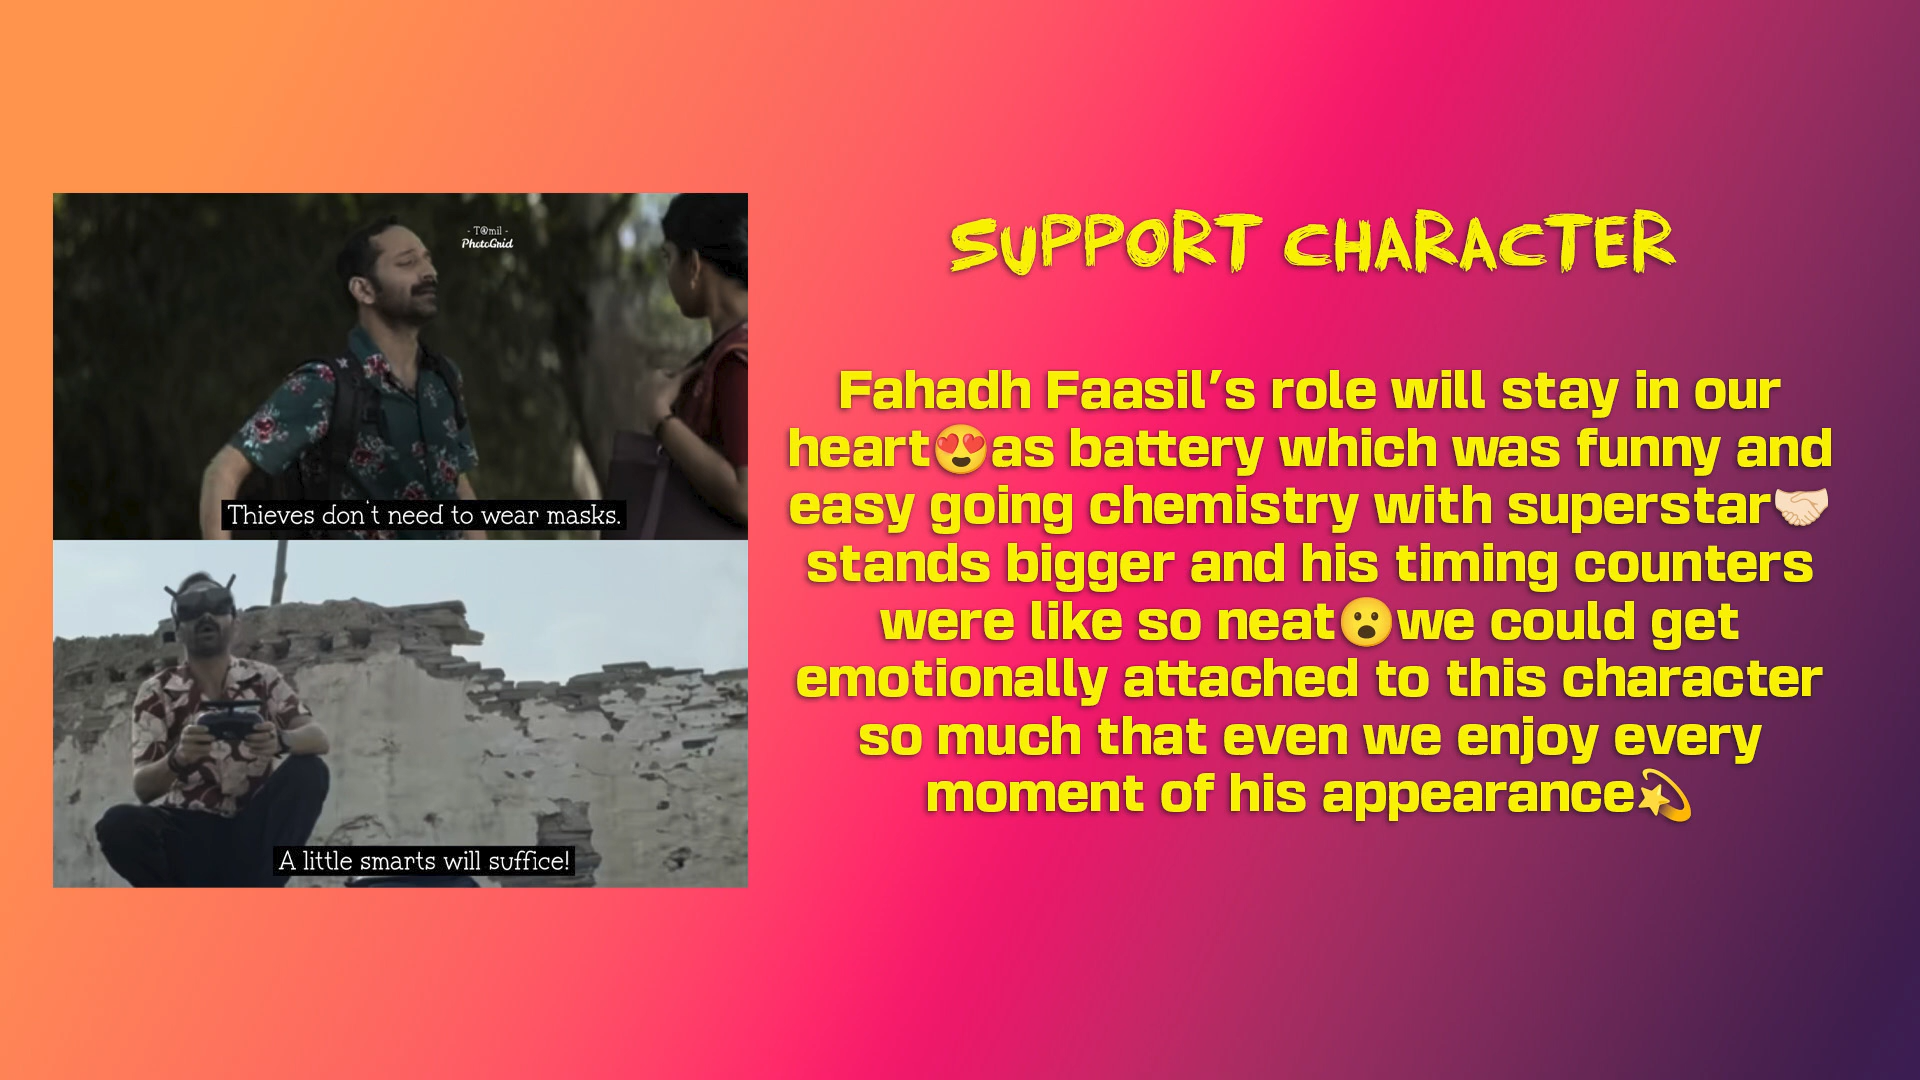 - T@mil -
PhotoGrid
Thieves don't need to wear masks.
A little smarts will suffice!
SUPPORT CHARACTER
Fahadh Faasil's role will stay in our
heart😍as battery which was funny and
easy going chemistry with superstar🤝🏻
stands bigger and his timing counters
were like so neat😮we could get
emotionally attached to this character
so much that even we enjoy every
moment of his appearance💫